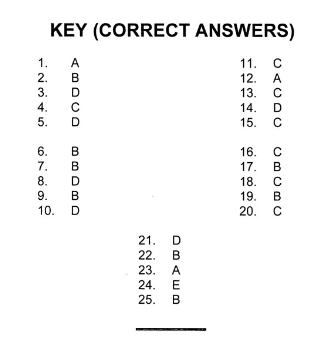 KEY (CORRECT ANSWERS)
1. A
2. B
3. D
4. C
5. D
6. B
7. B
8. D
9. B
10. D
11. C
12. A
13. C
14. D
15. C
16. C
17. B
18. C
19. B
20. C
21. D
22. B
23. A
24. E
25. B